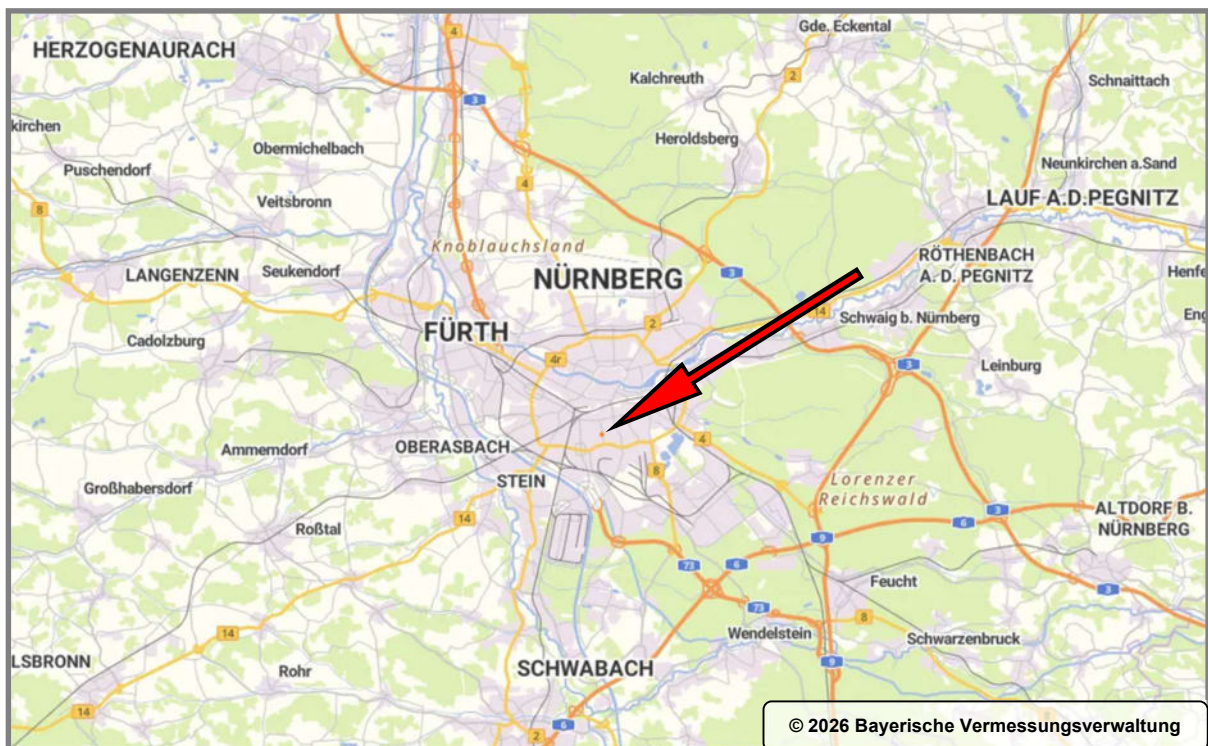 4
Gde. Eckental
HERZOGENAURACH
Kalchreuth
2
Schnaittach
3
kirchen
Obermichelbach
Heroldsberg
Neunkirchen a.Sand
Puschendorf
4
LAUF A.D.PEGNITZ
8
Veitsbronn
Knoblauchsland
RÖTHENBACH
A. D. PEGNITZ
LANGENZENN
Seukendorf
NÜRNBERG
3
Henfe
14
Schwaig b. Nürnberg
Eng
2
FÜRTH
Cadolzburg
4r
3
Leinburg
4
Ammerndorf
OBERASBACH
8
STEIN
Lorenzer
Reichswald
Großhabersdorf
14
ALTDORF B.
NÜRNBERG
3
6
Roßtal
9
73
6
Feucht
3
73
8
14
Wendelstein
Schwarzenbruck
LSBRONN
Rohr
SCHWABACH
9
14
6
2
© 2026 Bayerische Vermessungsverwaltung